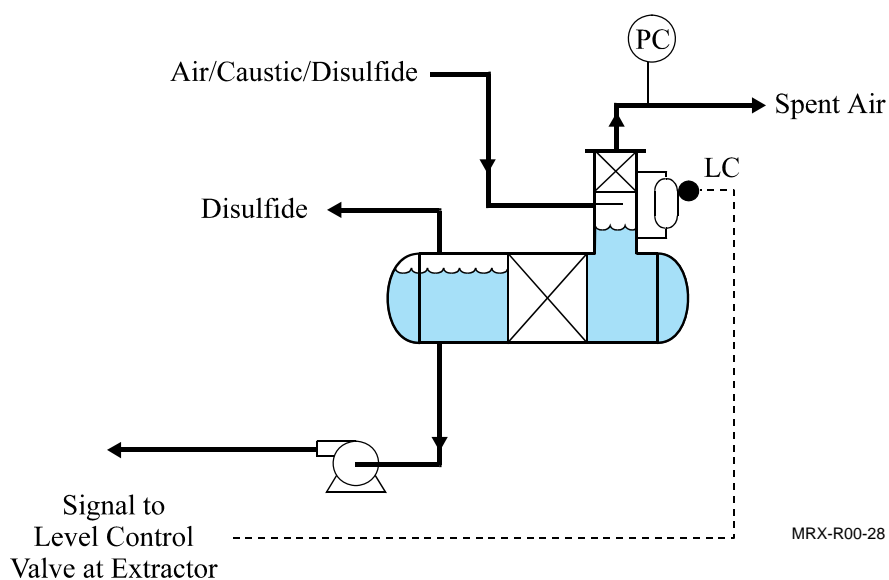 PC
Air/Caustic/Disulfide
Spent Air
LC
Disulfide
Signal to
Level Control
Valve at Extractor
MRX-R00-28